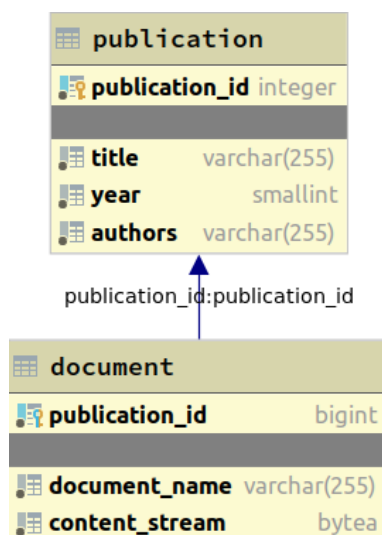 publication
publication_id integer
title varchar(255)
year smallint
authors varchar(255)
publication_id:publication_id
document
publication_id bigint
document_name varchar(255)
content_stream bytea